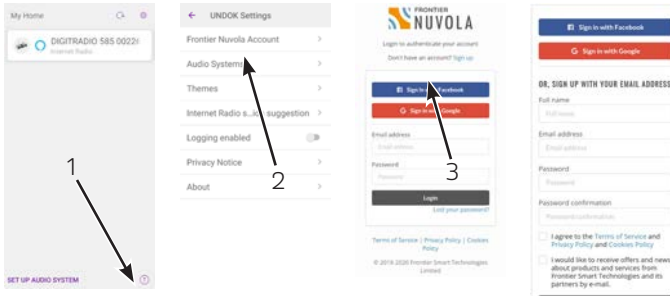 My Home
DIGITRADIO 585 0022
Internet Radio
SET UP AUDIO SYSTEM
1
UNDOK Settings
Frontier Nuvola Account
Audio Systems
Themes
Internet Radio s... suggestion
Logging enabled
Privacy Notice
About
2
FRONTIER
NUVOLA
Login to authenticate your account
Don't have an account? Sign up
Sign in with Facebook
Sign in with Google
Email address
Email address
Password
Password
Login
Lost your password?
Terms of Service | Privacy Policy | Cookies
Policy
© 2018-2020 Frontier Smart Technologies
Limited
3
Sign in with Facebook
Sign in with Google
OR, SIGN UP WITH YOUR EMAIL ADDRESS
Full name
Full name
Email address
Email address
Password
Password
Password confirmation
Password confirmation
I agree to the Terms of Service and
Privacy Policy and Cookies Policy
I would like to receive offers and news
about products and services from
Frontier Smart Technologies and its
partners by e-mail.